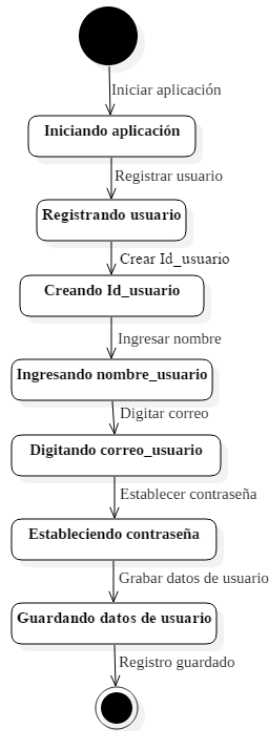 Iniciar aplicación
Iniciando aplicación
Registrar usuario
Registrando usuario
Crear Id_usuario
Creando Id_usuario
Ingresar nombre
Ingresando nombre_usuario
Digitar correo
Digitando correo_usuario
Establecer contraseña
Estableciendo contraseña
Grabar datos de usuario
Guardando datos de usuario
Registro guardado